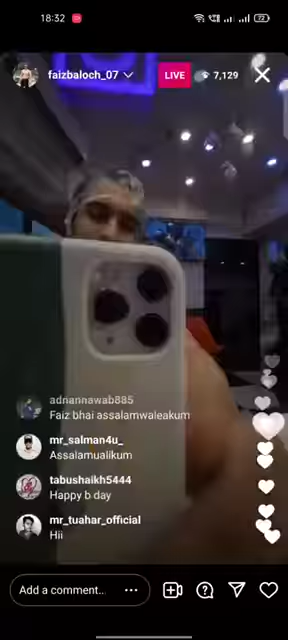 18:32
72
faizbaloch_07
LIVE
7,129
adnannawab885
Faiz bhai assalamwaleakum
mr_salman4u_
Assalamualikum
tabushaikh5444
Happy b day
mr_tuahar_official
Hii
Add a comment...